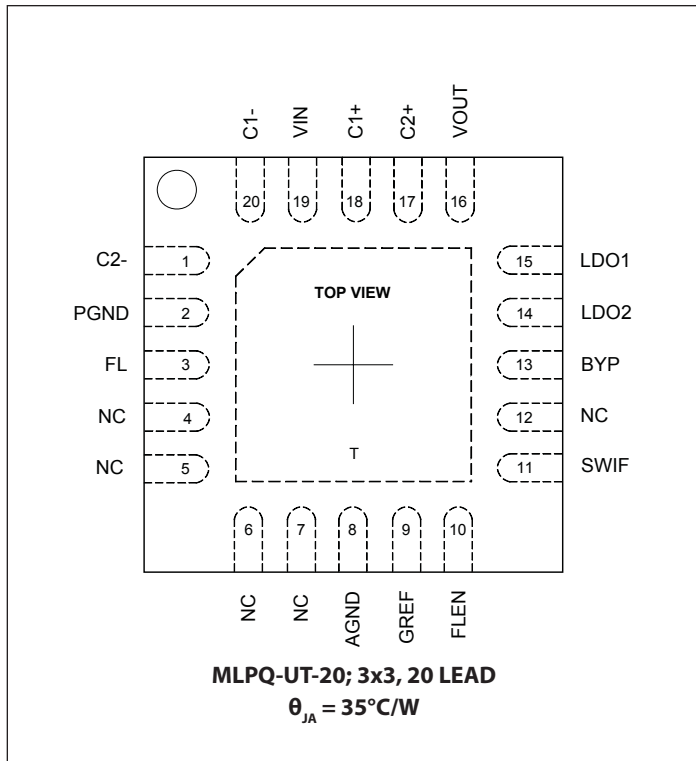 C1-
VIN
C1+
C2+
VOUT
20
19
18
17
16
C2-
1
15
LDO1
PGND
2
TOP VIEW
14
LDO2
FL
3
13
BYP
NC
4
12
NC
NC
5
T
11
SWIF
6
7
8
9
10
NC
NC
AGND
GREF
FLEN
MLPQ-UT-20; 3x3, 20 LEAD
θJA = 35°C/W